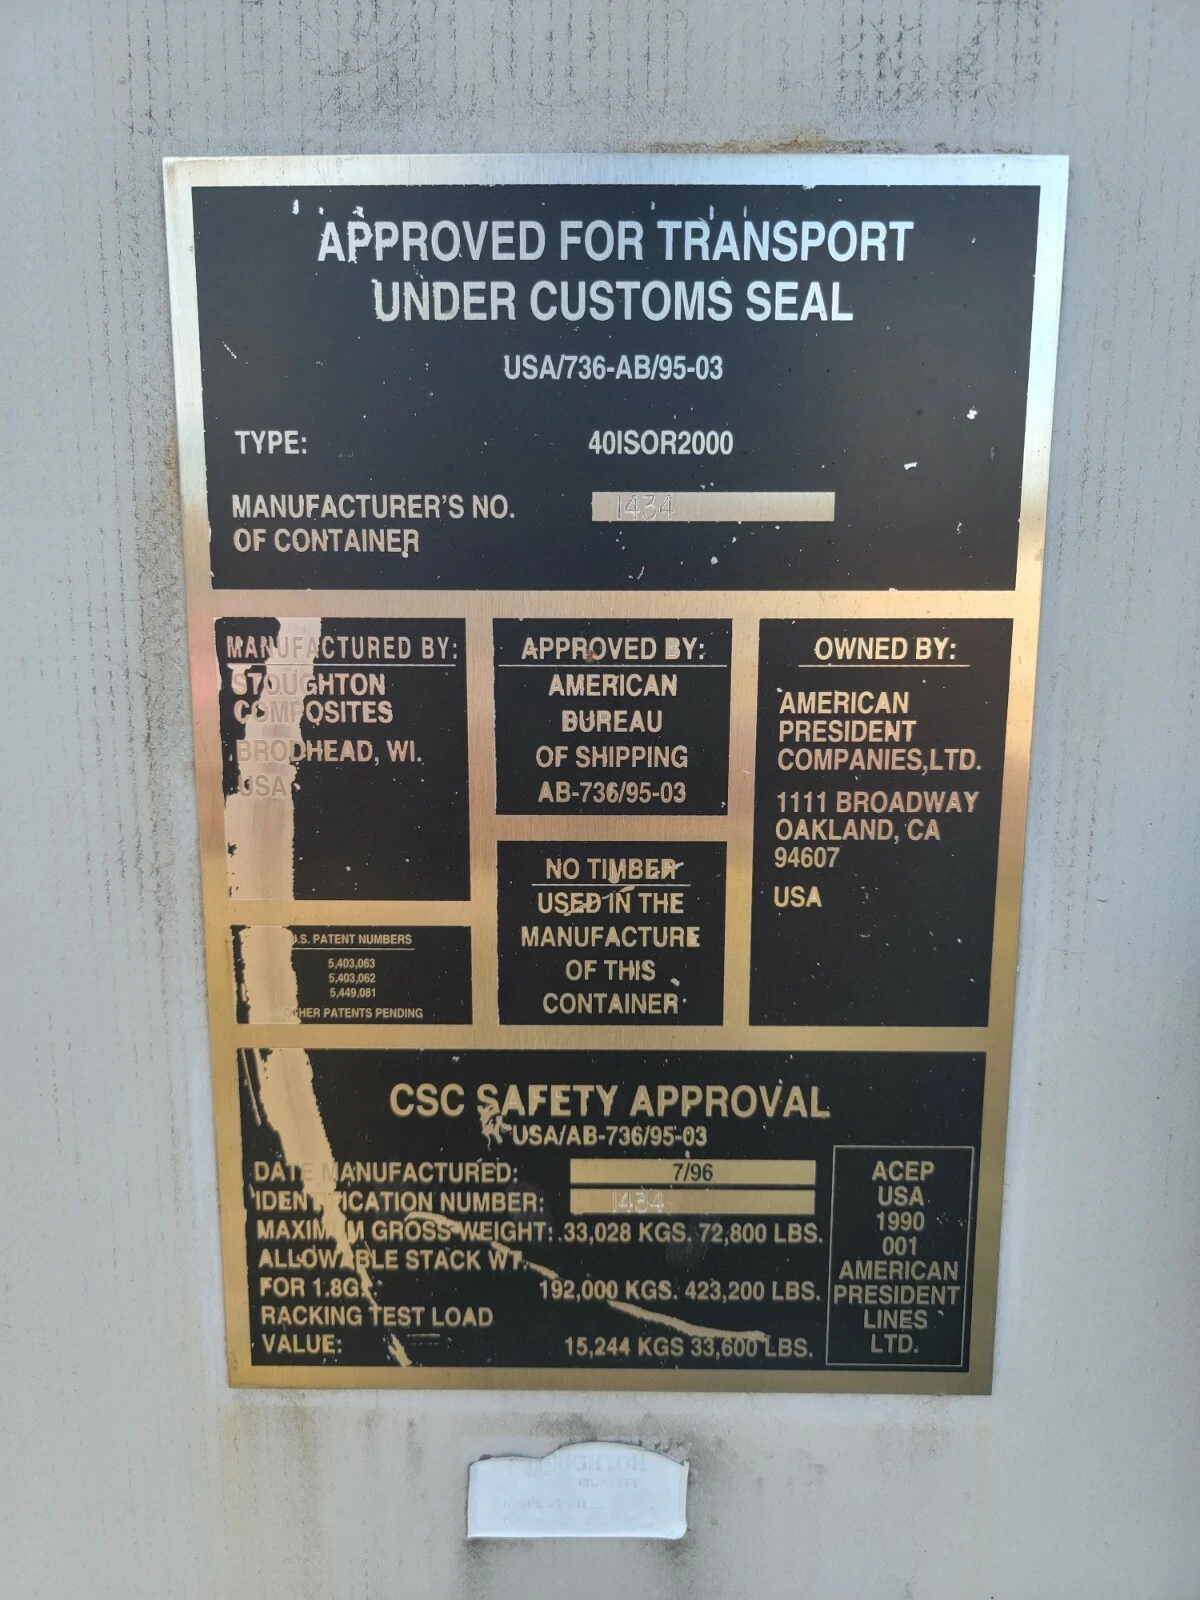 APPROVED FOR TRANSPORT
UNDER CUSTOMS SEAL
USA/736-AB/95-03
TYPE: 40ISOR2000
MANUFACTURER'S NO. 1434
OF CONTAINER
MANUFACTURED BY:
STOUGHTON
COMPOSITES
BRODHEAD, WI.
USA
U.S. PATENT NUMBERS
5,403,063
5,403,062
5,449,081
OTHER PATENTS PENDING
APPROVED BY:
AMERICAN
BUREAU
OF SHIPPING
AB-736/95-03
NO TIMBER
USED IN THE
MANUFACTURE
OF THIS
CONTAINER
OWNED BY:
AMERICAN
PRESIDENT
COMPANIES,LTD.
1111 BROADWAY
OAKLAND, CA
94607
USA
CSC SAFETY APPROVAL
USA/AB-736/95-03
DATE MANUFACTURED: 7/96
IDENTIFICATION NUMBER: 1434
MAXIMUM GROSS WEIGHT: 33,028 KGS. 72,800 LBS.
ALLOWABLE STACK WT.
FOR 1.8GS: 192,000 KGS. 423,200 LBS.
RACKING TEST LOAD
VALUE: 15,244 KGS 33,600 LBS.
ACEP
USA
1990
001
AMERICAN
PRESIDENT
LINES
LTD.